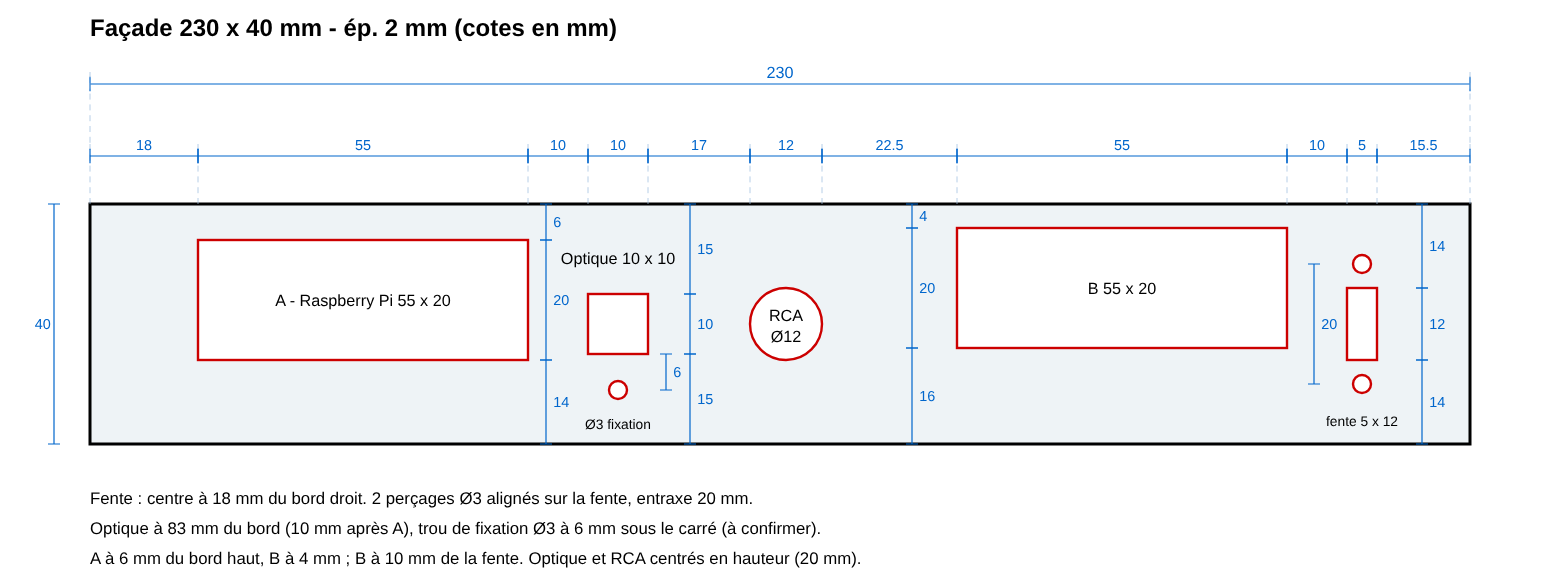 Façade 230 x 40 mm - ép. 2 mm (cotes en mm)
230
18 55 10 10 17 12 22.5 55 10 5 15.5
6
4
15
14
Optique 10 x 10
A - Raspberry Pi 55 x 20
20
20
B 55 x 20
RCA
Ø12
40
10
20
12
6
14
15
16
14
Ø3 fixation
fente 5 x 12
Fente : centre à 18 mm du bord droit. 2 perçages Ø3 alignés sur la fente, entraxe 20 mm.
Optique à 83 mm du bord (10 mm après A), trou de fixation Ø3 à 6 mm sous le carré (à confirmer).
A à 6 mm du bord haut, B à 4 mm ; B à 10 mm de la fente. Optique et RCA centrés en hauteur (20 mm).